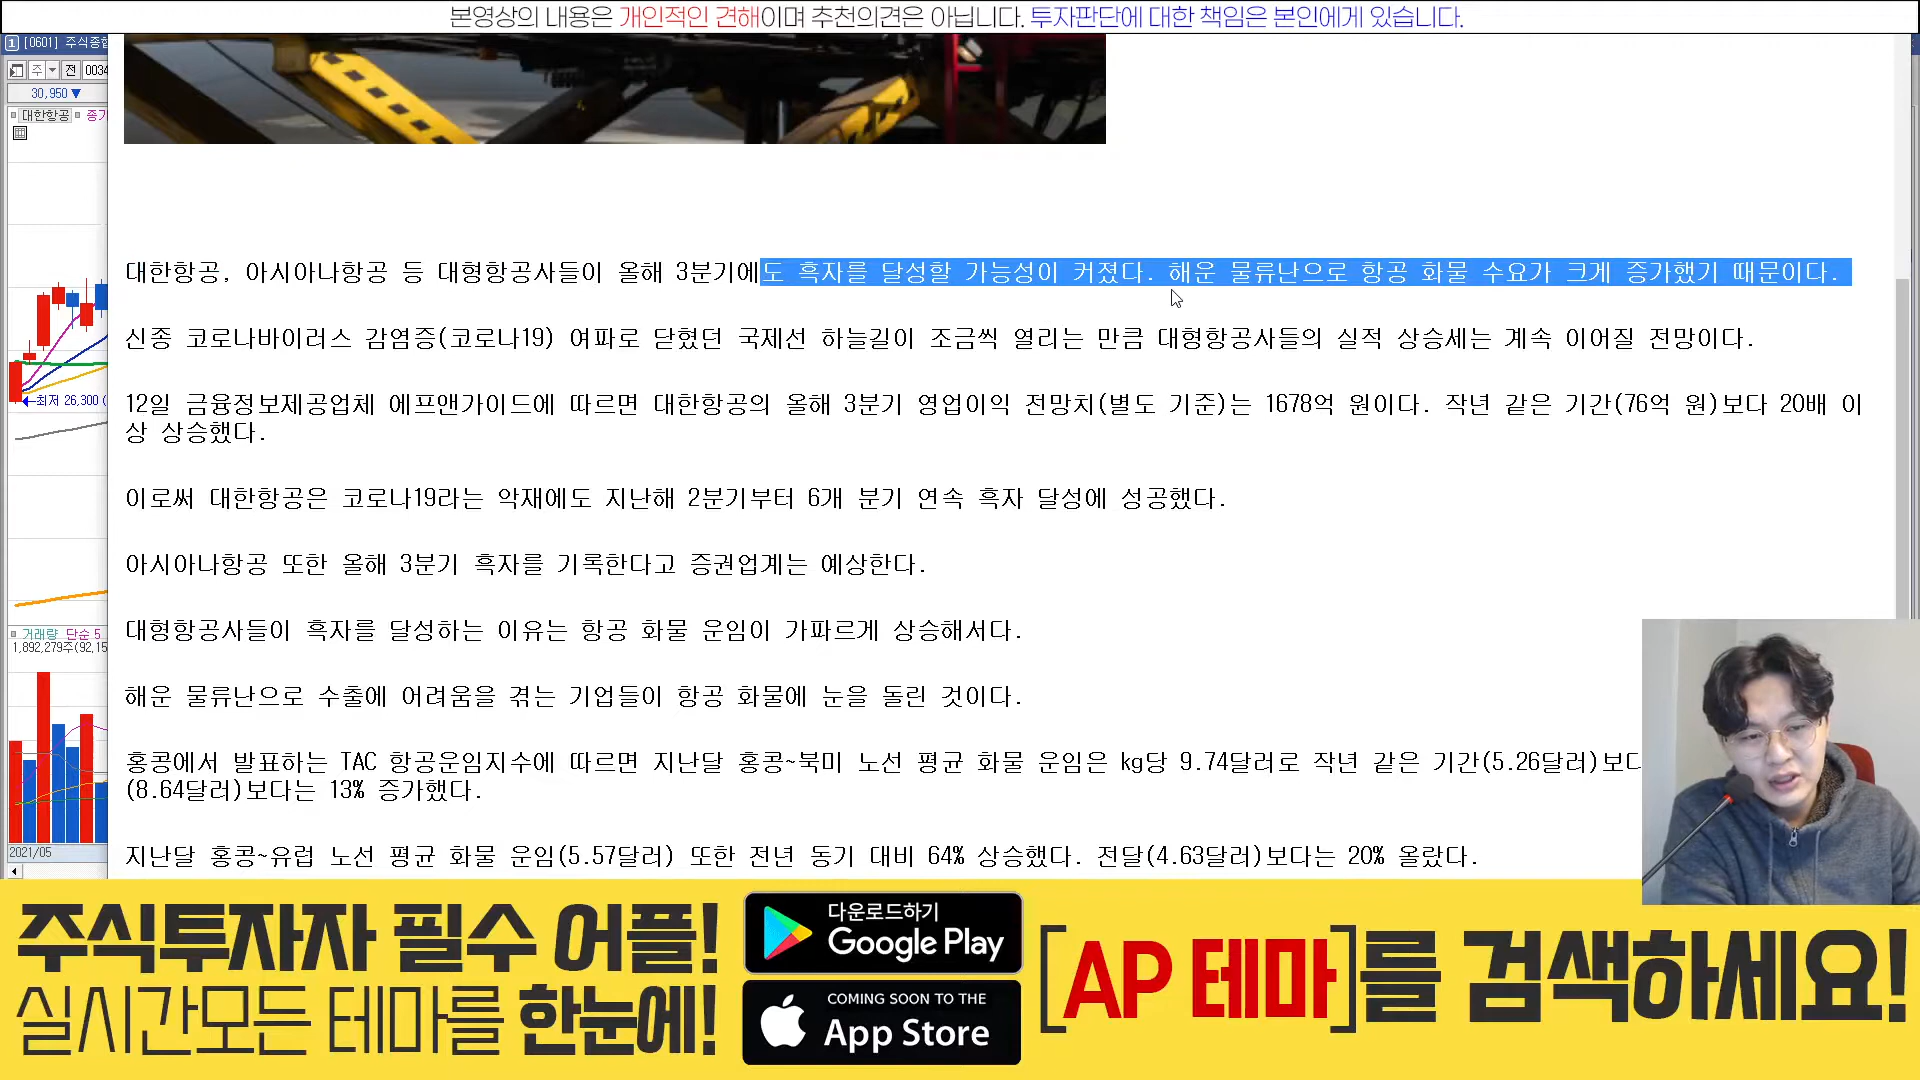 본영상의 내용은 개인적인 견해이며 추천의견은 아닙니다. 투자판단에 대한 책임은 본인에게 있습니다.
1 [0601] 주식종합
주 전 0034
30,950 ▼
대한항공 종가
←최저 26,300 (
거래량 단순 5
1,892,279주(92,15
2021/05
대한항공, 아시아나항공 등 대형항공사들이 올해 3분기에도 흑자를 달성할 가능성이 커졌다. 해운 물류난으로 항공 화물 수요가 크게 증가했기 때문이다.
신종 코로나바이러스 감염증(코로나19) 여파로 닫혔던 국제선 하늘길이 조금씩 열리는 만큼 대형항공사들의 실적 상승세는 계속 이어질 전망이다.
12일 금융정보제공업체 에프앤가이드에 따르면 대한항공의 올해 3분기 영업이익 전망치(별도 기준)는 1678억 원이다. 작년 같은 기간(76억 원)보다 20배 이
상 상승했다.
이로써 대한항공은 코로나19라는 악재에도 지난해 2분기부터 6개 분기 연속 흑자 달성에 성공했다.
아시아나항공 또한 올해 3분기 흑자를 기록한다고 증권업계는 예상한다.
대형항공사들이 흑자를 달성하는 이유는 항공 화물 운임이 가파르게 상승해서다.
해운 물류난으로 수출에 어려움을 겪는 기업들이 항공 화물에 눈을 돌린 것이다.
홍콩에서 발표하는 TAC 항공운임지수에 따르면 지난달 홍콩~북미 노선 평균 화물 운임은 kg당 9.74달러로 작년 같은 기간(5.26달러)보다
(8.64달러)보다는 13% 증가했다.
지난달 홍콩~유럽 노선 평균 화물 운임(5.57달러) 또한 전년 동기 대비 64% 상승했다. 전달(4.63달러)보다는 20% 올랐다.
주식투자자 필수 어플!
실시간모든 테마를 한눈에!
다운로드하기
Google Play
COMING SOON TO THE
App Store
[AP 테마]를 검색하세요!